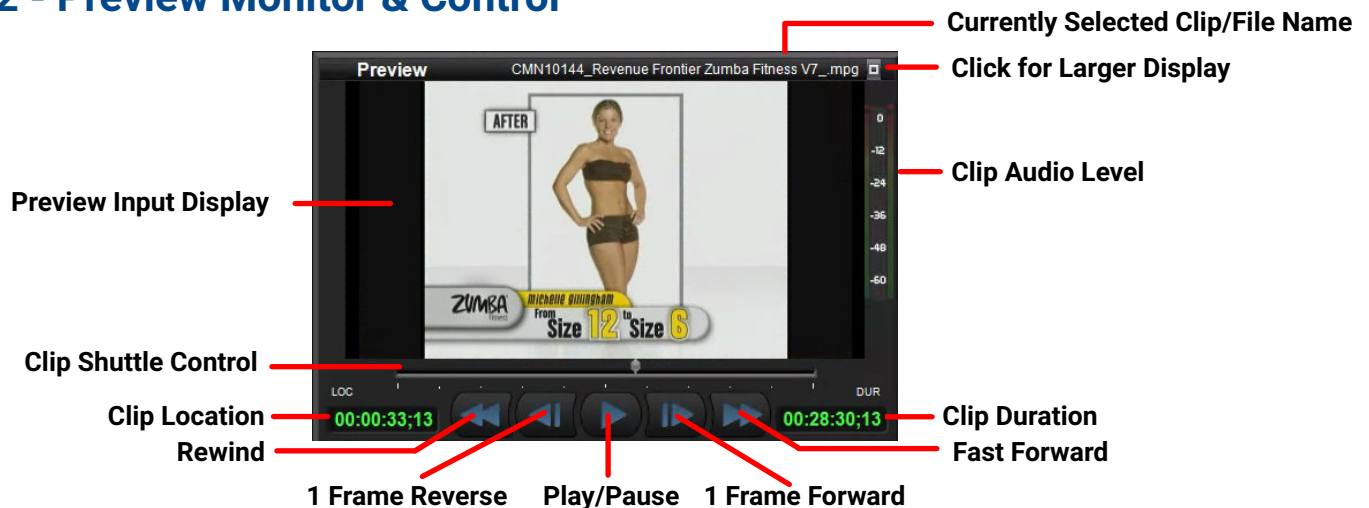 2 - Preview Monitor & Control
Currently Selected Clip/File Name
Preview CMN10144_Revenue Frontier Zumba Fitness V7_.mpg
Click for Larger Display
AFTER
0
-12
-24
-36
-48
-60
Clip Audio Level
Preview Input Display
ZUMBA
fitness
michelle gillingham
From Size 12 to Size 6
Clip Shuttle Control
LOC
DUR
Clip Location
00:00:33;13
00:28:30;13
Clip Duration
Rewind
Fast Forward
1 Frame Reverse
Play/Pause
1 Frame Forward